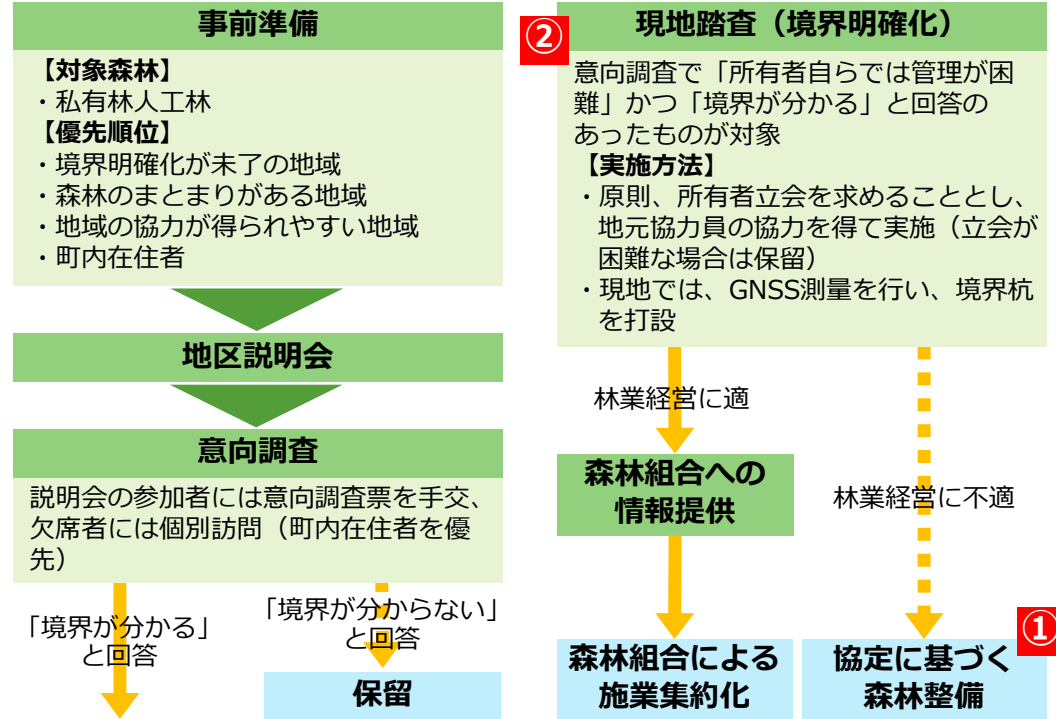 事前準備
【対象森林】
・私有林人工林
【優先順位】
・境界明確化が未了の地域
・森林のまとまりがある地域
・地域の協力が得られやすい地域
・町内在住者
地区説明会
意向調査
説明会の参加者には意向調査票を手交、
欠席者には個別訪問（町内在住者を優
先）
「境界が分かる」
と回答
「境界が分からない」
と回答
保留
②
現地踏査（境界明確化）
意向調査で「所有者自らでは管理が困
難」かつ「境界が分かる」と回答の
あったものが対象
【実施方法】
・原則、所有者立会を求めることとし、
地元協力員の協力を得て実施（立会が
困難な場合は保留）
・現地では、GNSS測量を行い、境界杭
を打設
林業経営に適
森林組合への
情報提供
林業経営に不適
森林組合による
施業集約化
①
協定に基づく
森林整備